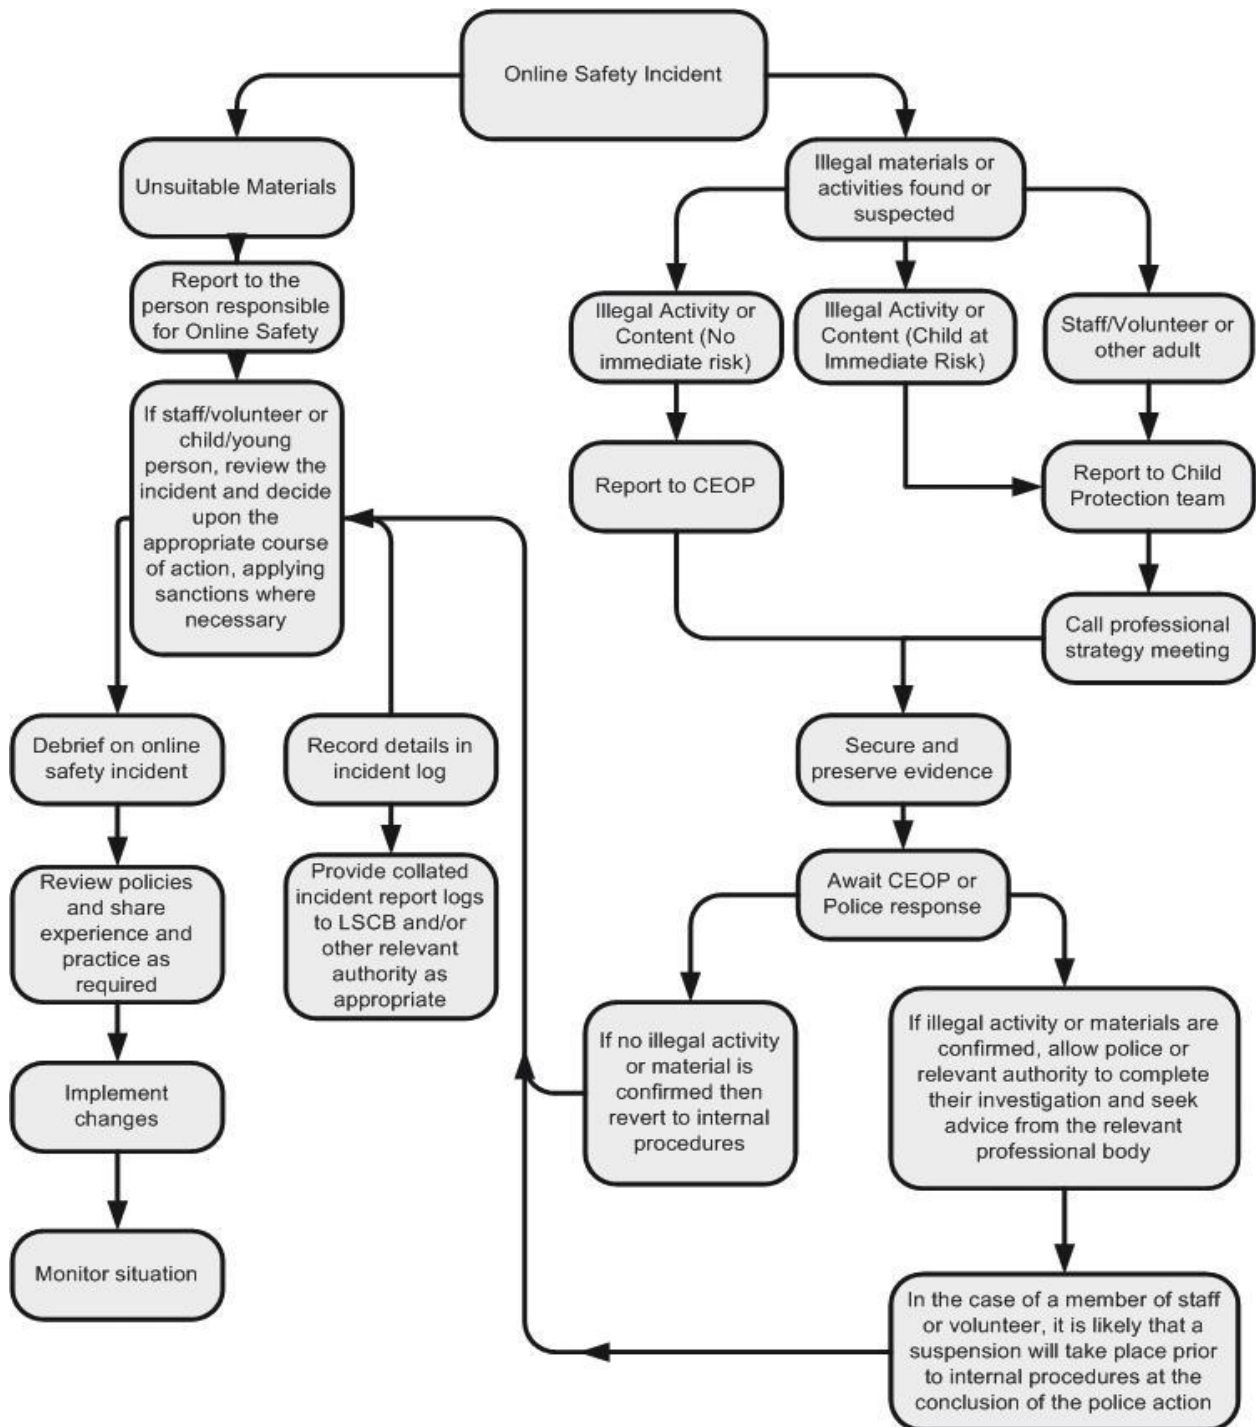 Online Safety Incident
Unsuitable Materials
Report to the
person responsible
for Online Safety
If staff/volunteer or
child/young
person, review the
incident and decide
upon the
appropriate course
of action, applying
sanctions where
necessary
Debrief on online
safety incident
Review policies
and share
experience and
practice as
required
Implement
changes
Monitor situation
Record details in
incident log
Provide collated
incident report logs
to LSCB and/or
other relevant
authority as
appropriate
Illegal materials or
activities found or
suspected
Illegal Activity or
Content (No
immediate risk)
Illegal Activity or
Content (Child at
Immediate Risk)
Staff/Volunteer or
other adult
Report to CEOP
Report to Child
Protection team
Call professional
strategy meeting
Secure and
preserve evidence
Await CEOP or
Police response
If no illegal activity
or material is
confirmed then
revert to internal
procedures
If illegal activity or materials are
confirmed, allow police or
relevant authority to complete
their investigation and seek
advice from the relevant
professional body
In the case of a member of staff
or volunteer, it is likely that a
suspension will take place prior
to internal procedures at the
conclusion of the police action